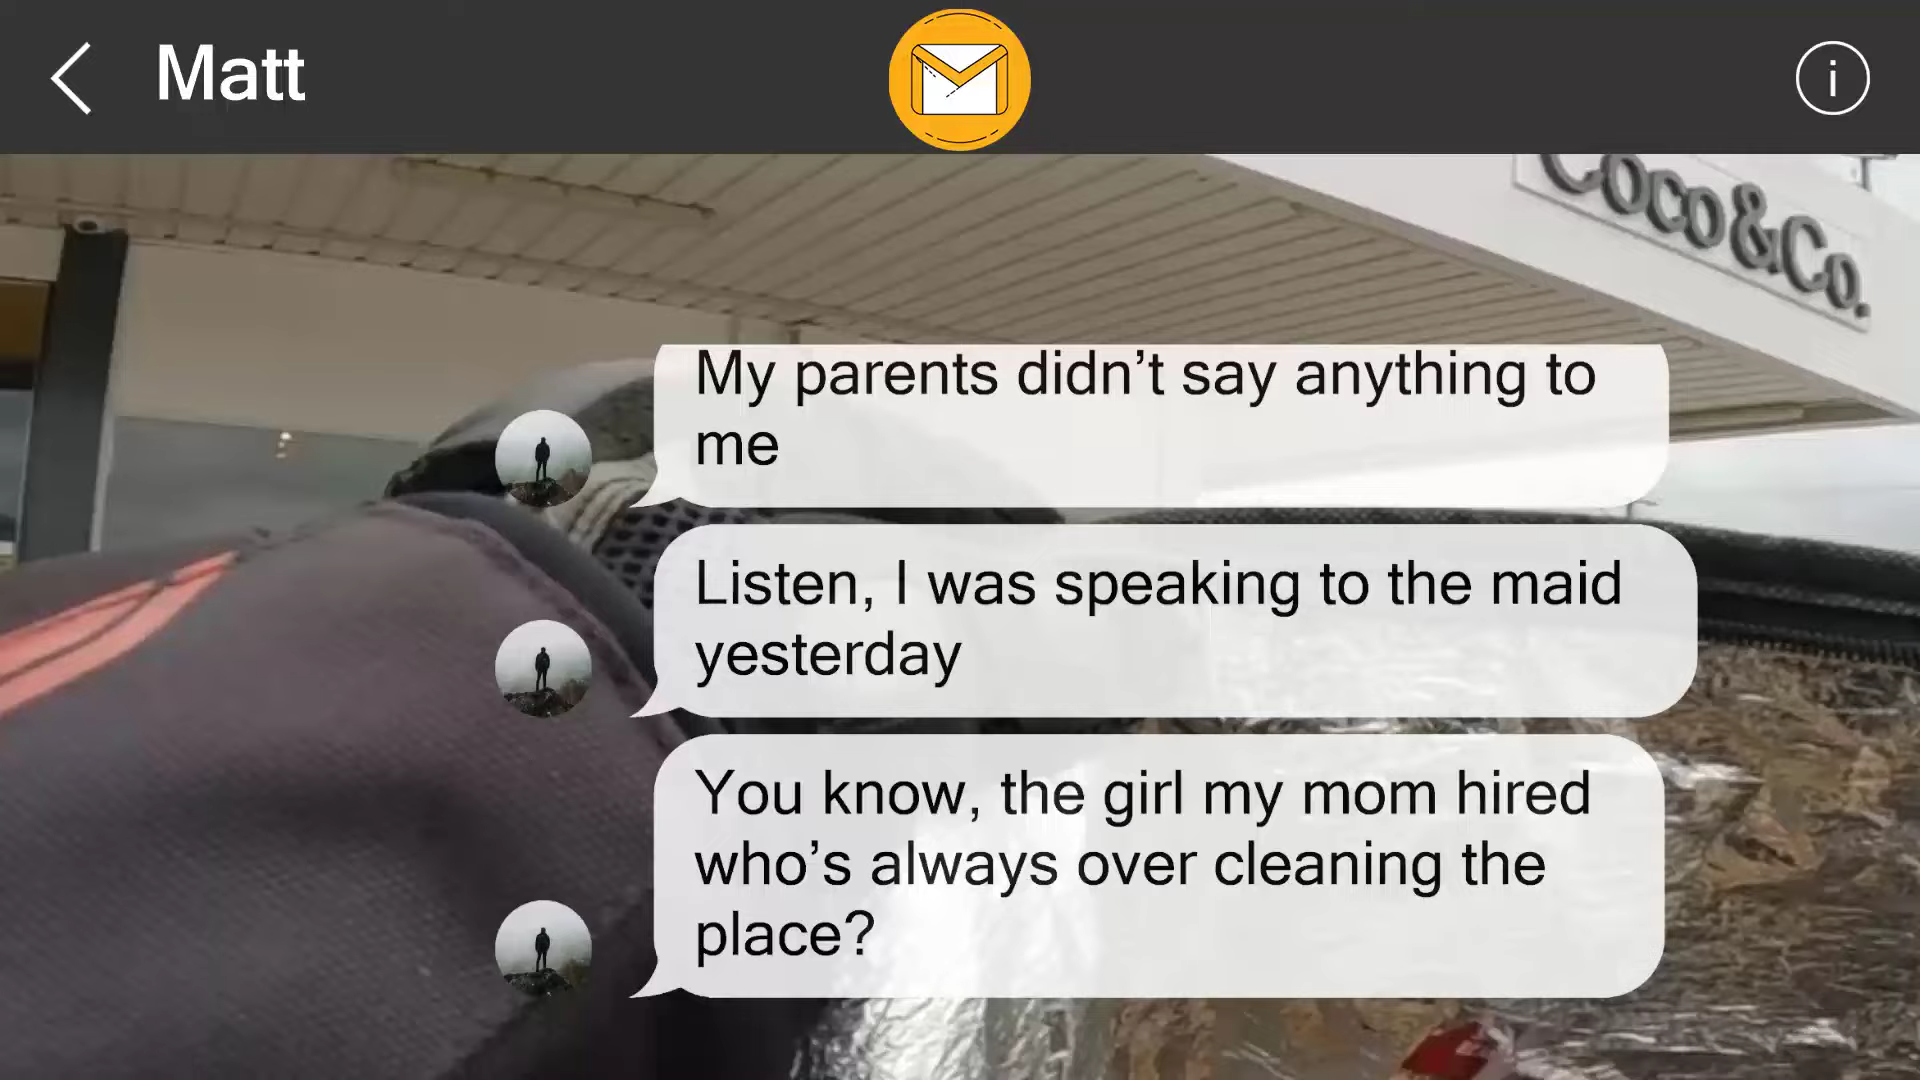 Matt
Coco & Co.
My parents didn’t say anything to
me
Listen, I was speaking to the maid
yesterday
You know, the girl my mom hired
who’s always over cleaning the
place?